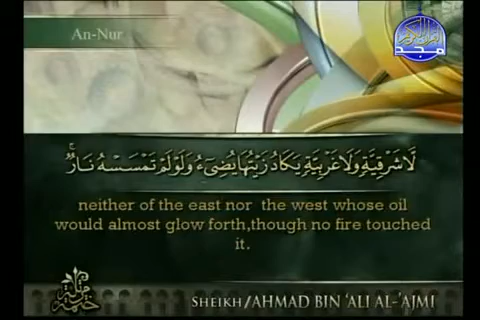 An-Nur
مجد
لَّا شَرْقِيَّةٍ وَلَا غَرْبِيَّةٍ يَكَادُ زَيْتُهَا يُضِيٓءُ وَلَوْ لَمْ تَمْسَسْهُ نَارٌ ۚ
neither of the east nor the west whose oil
would almost glow forth,though no fire touched
it.
SHEIKH/AHMAD BIN 'ALI AL-'AJMI